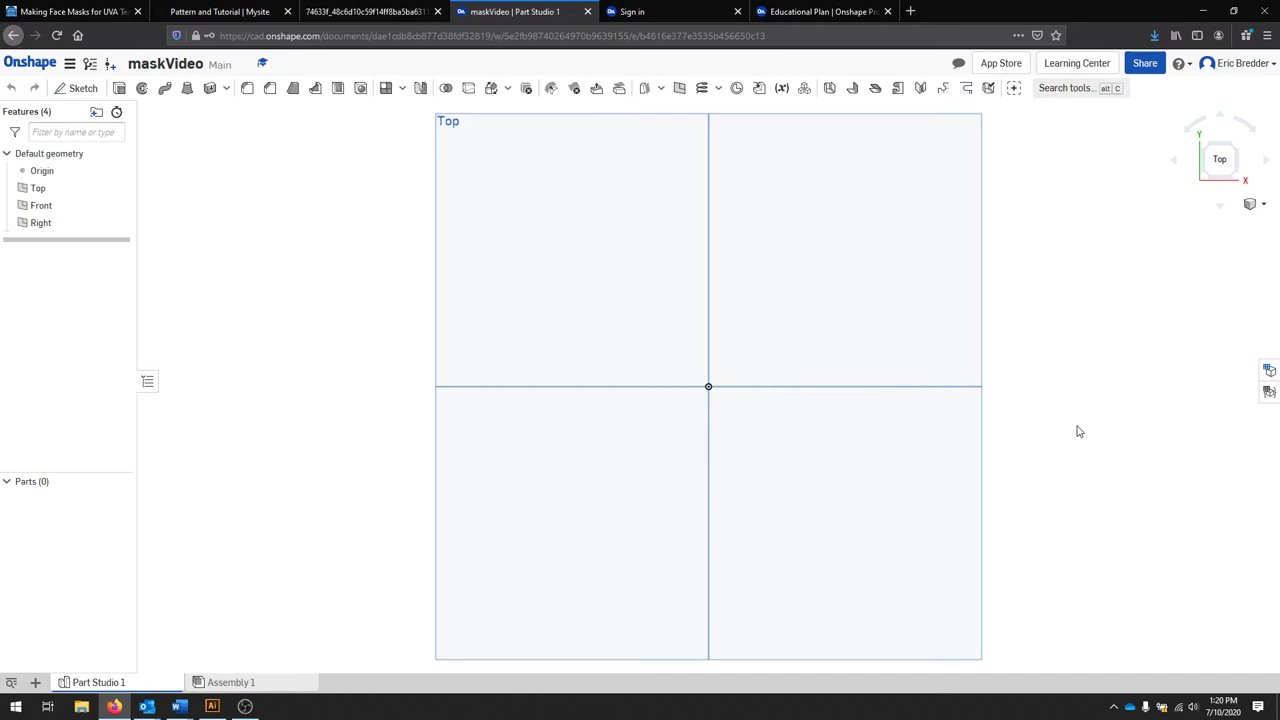 Making Face Masks for UVA Te
Pattern and Tutorial | Mysite
74633f_48c6d10c59f14ff8ba5ba6311
maskVideo | Part Studio 1
Sign in
Educational Plan | Onshape Pro
https://cad.onshape.com/documents/dae1cdb8cb877d38fdf32819/w/5e2fb98740264970b9639155/e/b4816e377e3535b456650c13
Onshape
maskVideo Main
App Store
Learning Center
Share
Eric Bredder
Sketch
Search tools... alt C
Features (4)
Filter by name or type
Default geometry
Origin
Top
Front
Right
Parts (0)
Top
Y
Top
X
Part Studio 1
Assembly 1
1:20 PM
7/10/2020